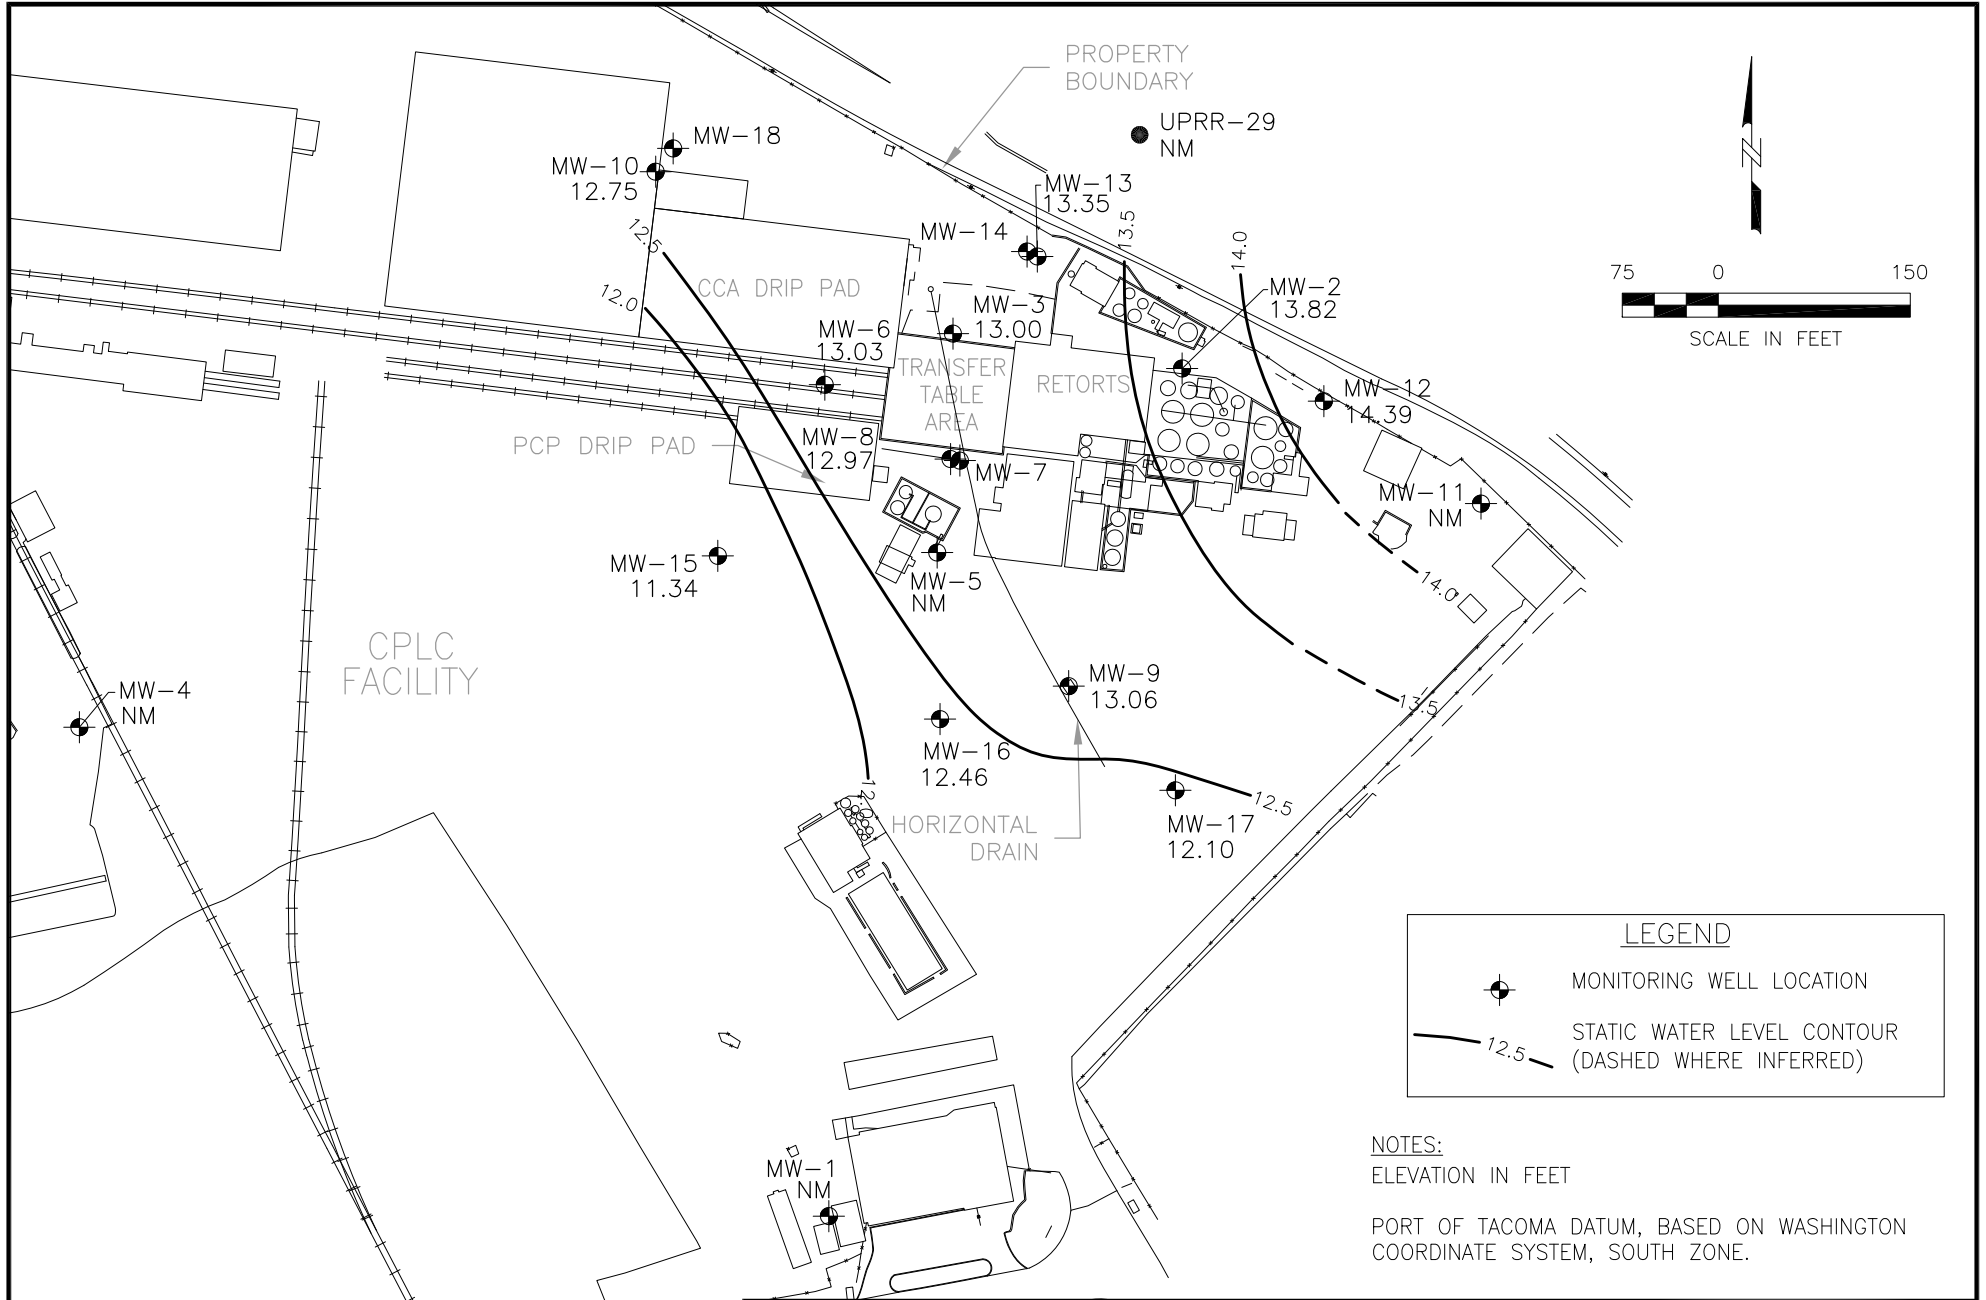 PROPERTY
BOUNDARY
UPRR-29
NM
MW-18
MW-10
12.75
MW-13
13.35
MW-14
13.5
14.0
12.5
12.0
CCA DRIP PAD
MW-3
13.00
MW-2
13.82
MW-6
13.03
TRANSFER
TABLE
AREA
RETORTS
MW-12
14.39
PCP DRIP PAD
MW-8
12.97
MW-7
MW-11
NM
MW-15
11.34
MW-5
NM
14.0
CPLC
FACILITY
MW-4
NM
MW-9
13.06
13.5
MW-16
12.46
12.0
12.5
HORIZONTAL
DRAIN
MW-17
12.10
MW-1
NM
N
75 0 150
SCALE IN FEET
LEGEND
MONITORING WELL LOCATION
12.5
STATIC WATER LEVEL CONTOUR
(DASHED WHERE INFERRED)
NOTES:
ELEVATION IN FEET
PORT OF TACOMA DATUM, BASED ON WASHINGTON
COORDINATE SYSTEM, SOUTH ZONE.